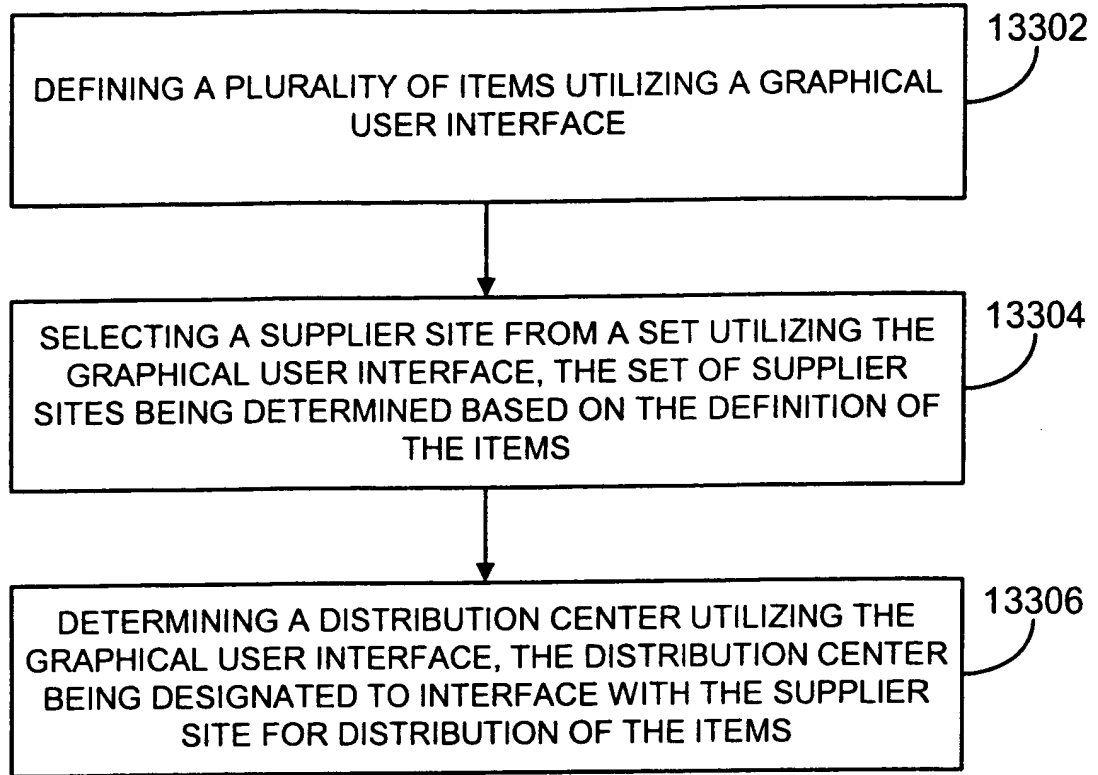 13302
DEFINING A PLURALITY OF ITEMS UTILIZING A GRAPHICAL
USER INTERFACE
13304
SELECTING A SUPPLIER SITE FROM A SET UTILIZING THE
GRAPHICAL USER INTERFACE, THE SET OF SUPPLIER
SITES BEING DETERMINED BASED ON THE DEFINITION OF
THE ITEMS
13306
DETERMINING A DISTRIBUTION CENTER UTILIZING THE
GRAPHICAL USER INTERFACE, THE DISTRIBUTION CENTER
BEING DESIGNATED TO INTERFACE WITH THE SUPPLIER
SITE FOR DISTRIBUTION OF THE ITEMS